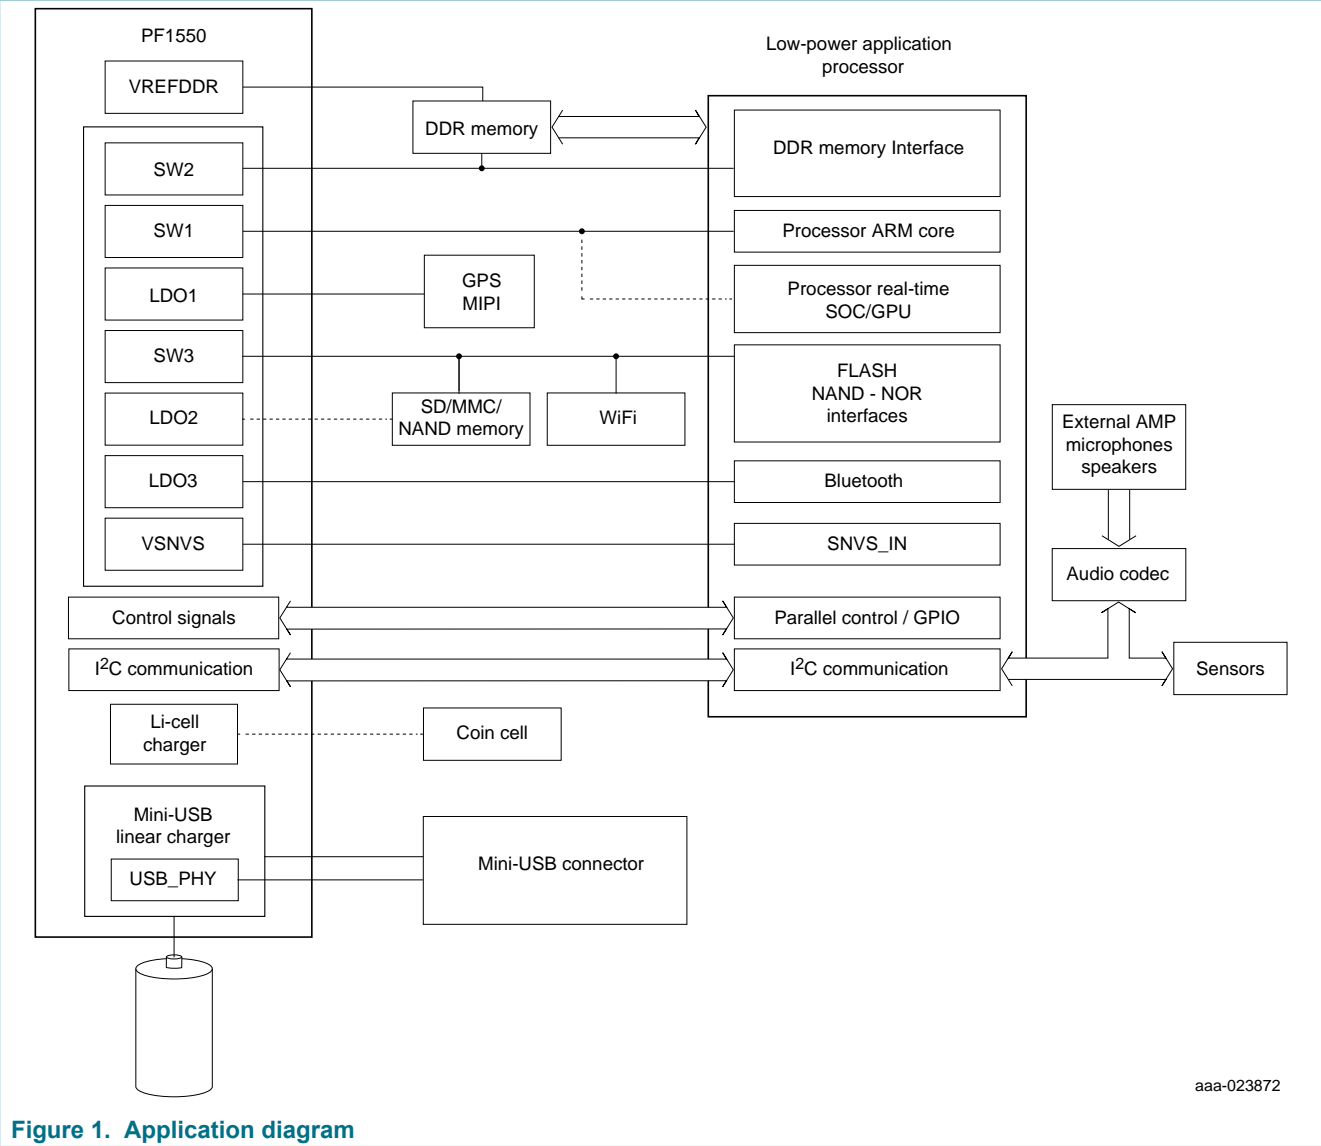 PF1550
VREFDDR
SW2
SW1
LDO1
SW3
LDO2
LDO3
VSNVS
Control signals
I²C communication
Li-cell
charger
Mini-USB
linear charger
USB_PHY
DDR memory
GPS
MIPI
SD/MMC/
NAND memory
WiFi
Coin cell
Mini-USB connector
Low-power application
processor
DDR memory Interface
Processor ARM core
Processor real-time
SOC/GPU
FLASH
NAND - NOR
interfaces
Bluetooth
SNVS_IN
Parallel control / GPIO
I²C communication
External AMP
microphones
speakers
Audio codec
Sensors
aaa-023872
Figure 1. Application diagram